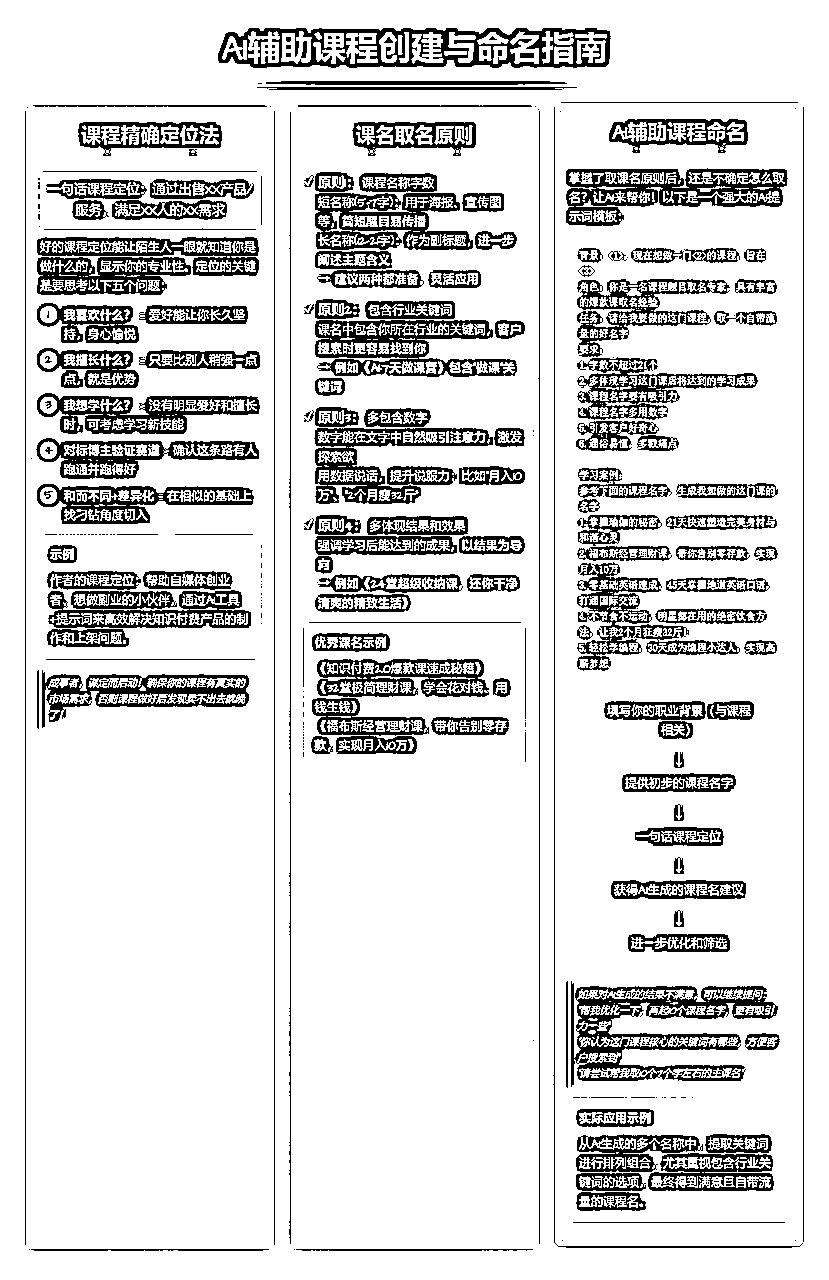 AI辅助课程创建与命名指南
课程精确定位法
一句话课程定位：通过出售XX产品/
服务，满足XX人的XX需求
好的课程定位能让陌生人一眼就知道你是
做什么的，显示你的专业性。定位的关键
是要思考以下五个问题：
1 我喜欢什么？ = 爱好能让你长久坚
持，身心愉悦
2 我擅长什么？ = 只要比别人稍强一点
点，就是优势
3 我想学什么？ = 没有明显爱好和擅长
时，可考虑学习新技能
4 对标博主验证赛道 = 确认这条路有人
跑通并跑得好
5 和而不同+差异化 = 在相似的基础上
找刁钻角度切入
示例
作者的课程定位：帮助自媒体创业
者、想做副业的小伙伴，通过AI工具
+提示词来高效解决知识付费产品的制
作和上架问题。
成事者，谋定而后动！确保你的课程有真实的
市场需求，否则课程做好后发现卖不出去就晚
了！
课名取名原则
✓ 原则1：课程名称字数
短名称(5-7字)：用于海报、宣传图
等，简短题目易传播
长名称(12-21字)：作为副标题，进一步
阐述主题含义
→ 建议两种都准备，灵活应用
✓ 原则2：包含行业关键词
课名中包含你所在行业的关键词，客户
搜索时更容易找到你
→ 例如《AI7天做课营》包含"做课"关
键词
✓ 原则3：多包含数字
数字能在文字中自然吸引注意力，激发
探索欲
用数据说话，提升说服力：比如"月入10
万"、"2个月瘦32斤"
✓ 原则4：多体现结果和效果
强调学习后能达到的成果，以结果为导
向
→ 例如《24堂超级收纳课，还你干净
清爽的精致生活》
优秀课名示例
《知识付费2.0爆款课速成秘籍》
《32堂极简理财课，学会花对钱、用
钱生钱》
《福布斯经管理财课，带你告别零存
款，实现月入10万》
AI辅助课程命名
掌握了取课名原则后，还是不确定怎么取
名？让AI来帮你！以下是一个强大的AI提
示词模板：
背景：<1>，现在想做一门<2>的课程，旨在
<3>
角色：你是一名课程题目取名专家，具有丰富
的爆款课取名经验
任务：请给我要做的这门课程，取一个自带流
量的好名字
要求：
1. 字数不超过21个
2. 多体现学习这门课后将达到的学习成果
3. 课程名字要有吸引力
4. 课程名字多用数字
5. 引发客户好奇心
6. 通俗易懂，多戳痛点
学习案例：
参考下面的课程名字，生成我想做的这门课的
名字
1. 掌握瑜伽的秘密，21天快速塑造完美身材与
和谐心灵
2. 福布斯经管理财课，带你告别零存款，实现
月入10万
3. 零基础英语速成，45天掌握地道英语口语，
打通国际交流
4. 不节食不运动，明星都在用的绝密饮食方
法，让我2个月狂瘦32斤！
5. 轻松学编程，30天成为编程小达人，实现高
薪梦想
填写你的职业背景（与课程
相关）
↓
提供初步的课程名字
↓
一句话课程定位
↓
获得AI生成的课程名建议
↓
进一步优化和筛选
如果对AI生成的结果不满意，可以继续提问：
"帮我优化一下，再起10个课程名字，更有吸引
力一些"
"你认为这门课程核心的关键词有哪些，方便客
户搜索到"
"请尝试帮我取10个7个字左右的主课名"
实际应用示例
从AI生成的多个名称中，提取关键词
进行排列组合，尤其重视包含行业关
键词的选项，最终得到满意且自带流
量的课程名。